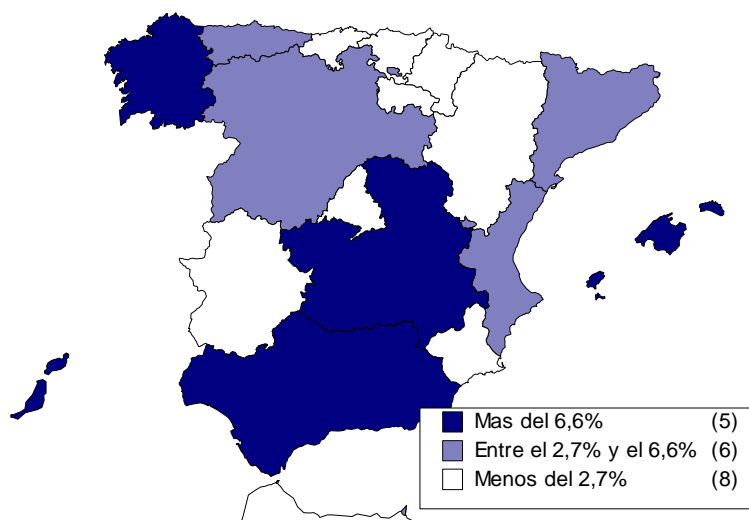 Mas del 6,6% (5)
Entre el 2,7% y el 6,6% (6)
Menos del 2,7% (8)